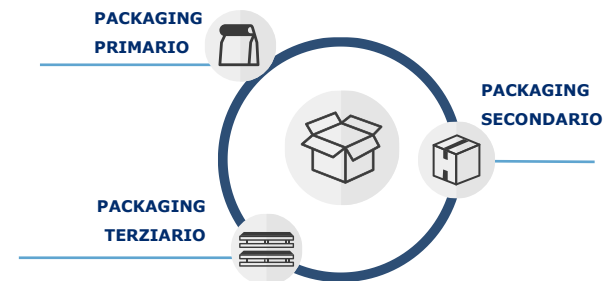 PACKAGING
PRIMARIO
PACKAGING
SECONDARIO
PACKAGING
TERZIARIO